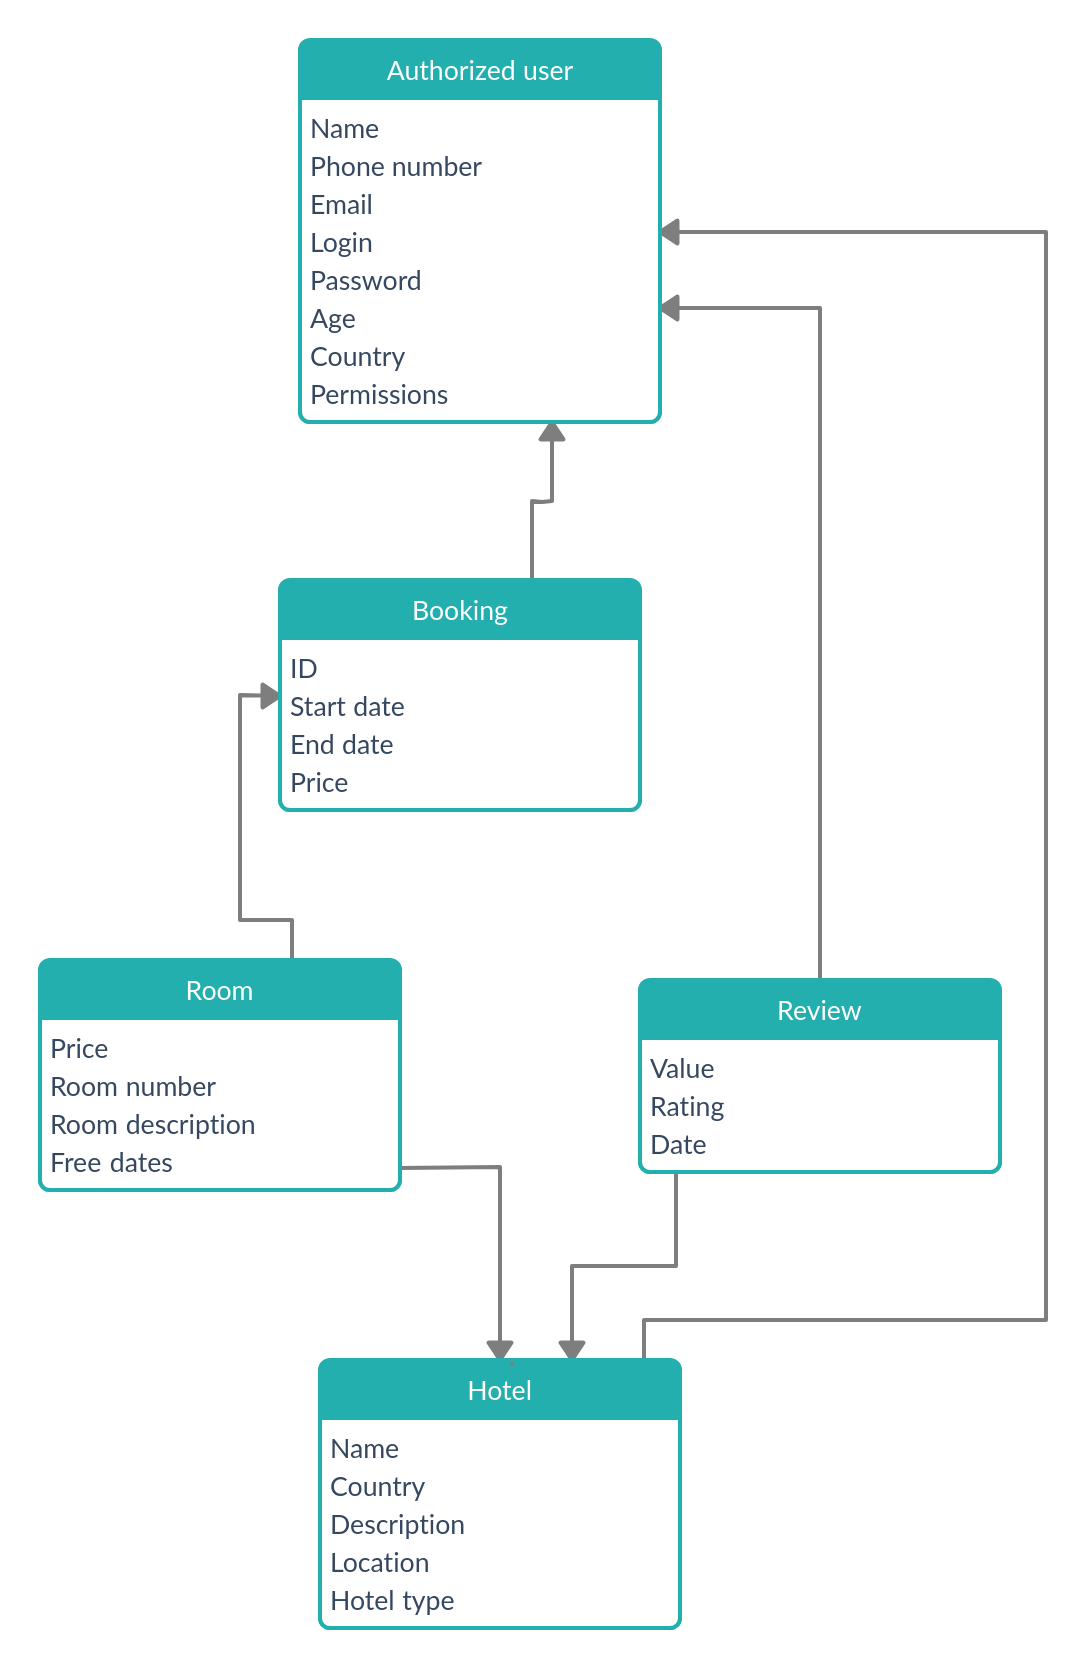 Authorized user
Name
Phone number
Email
Login
Password
Age
Country
Permissions
Booking
ID
Start date
End date
Price
Room
Price
Room number
Room description
Free dates
Review
Value
Rating
Date
Hotel
Name
Country
Description
Location
Hotel type